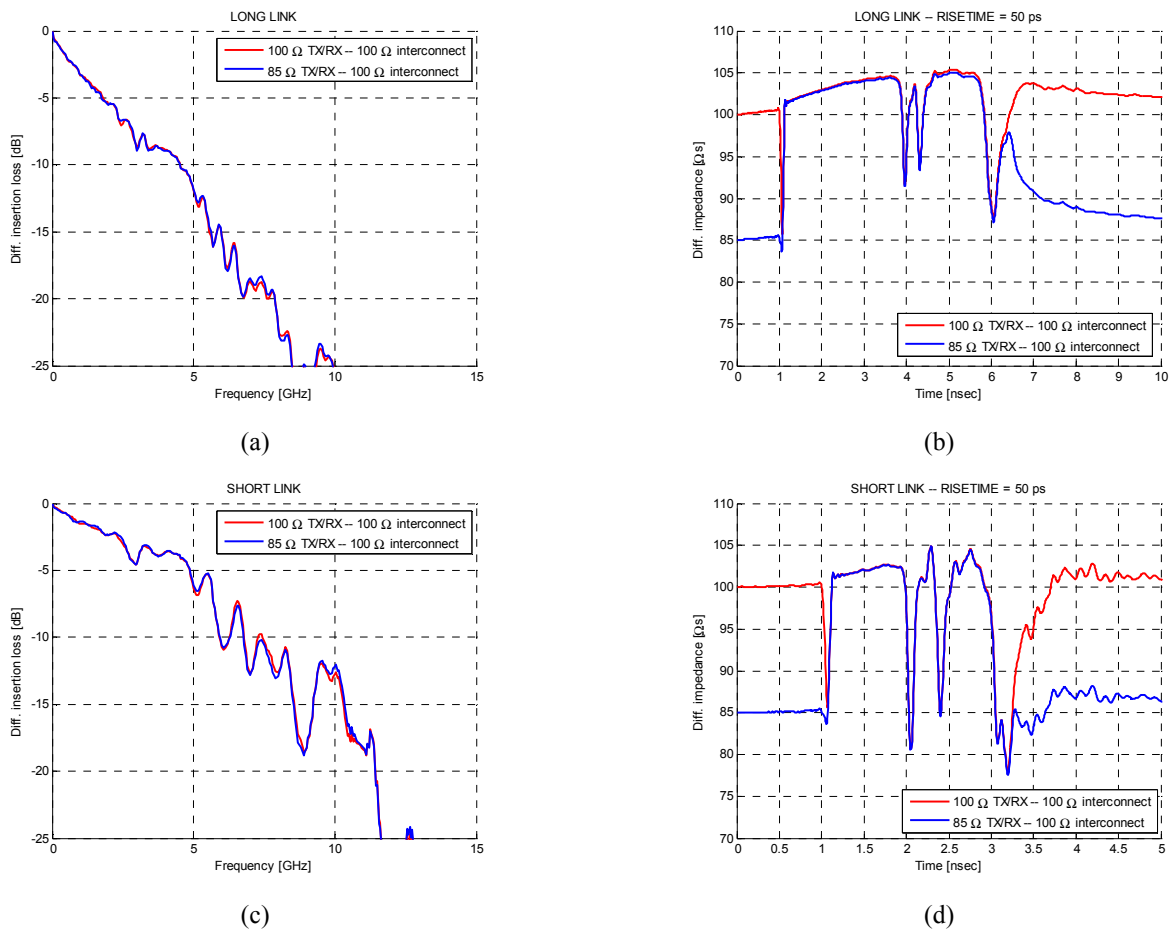 LONG LINK
0
-5
-10
-15
-20
-25
Diff. insertion loss [dB]
100 Ω TX/RX -- 100 Ω interconnect
85 Ω TX/RX -- 100 Ω interconnect
0 5 10 15
Frequency [GHz]
(a)
LONG LINK -- RISETIME = 50 ps
110
105
100
95
90
85
80
75
70
Diff. impedance [Ωs]
100 Ω TX/RX -- 100 Ω interconnect
85 Ω TX/RX -- 100 Ω interconnect
0 1 2 3 4 5 6 7 8 9 10
Time [nsec]
(b)
SHORT LINK
0
-5
-10
-15
-20
-25
Diff. insertion loss [dB]
100 Ω TX/RX -- 100 Ω interconnect
85 Ω TX/RX -- 100 Ω interconnect
0 5 10 15
Frequency [GHz]
(c)
SHORT LINK -- RISETIME = 50 ps
110
105
100
95
90
85
80
75
70
Diff. impedance [Ωs]
100 Ω TX/RX -- 100 Ω interconnect
85 Ω TX/RX -- 100 Ω interconnect
0 0.5 1 1.5 2 2.5 3 3.5 4 4.5 5
Time [nsec]
(d)